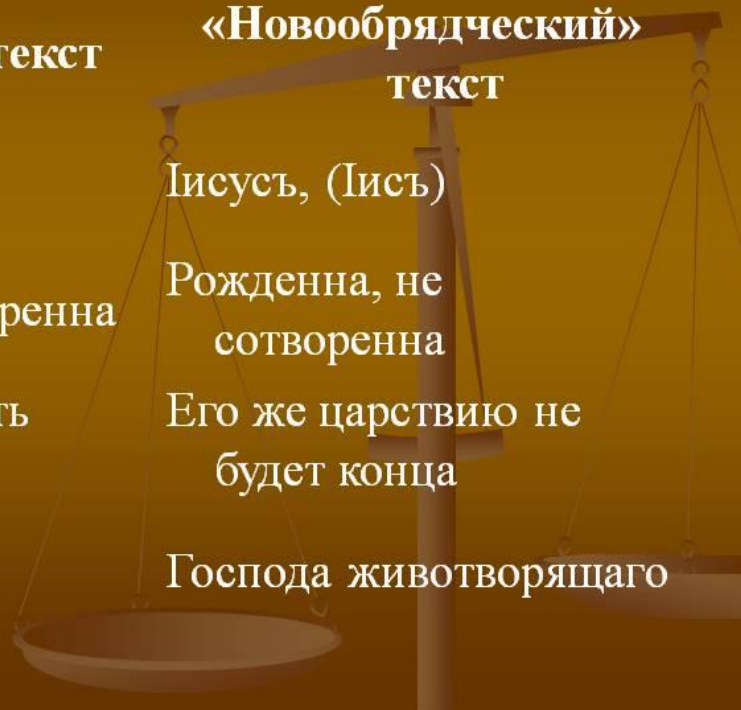 текст
«Новообрядческий»
текст
Іисусъ, (Іисъ)
Рожденна, не
ренна
сотворенна
ть
Его же царствию не
будет конца
Господа животворящаго